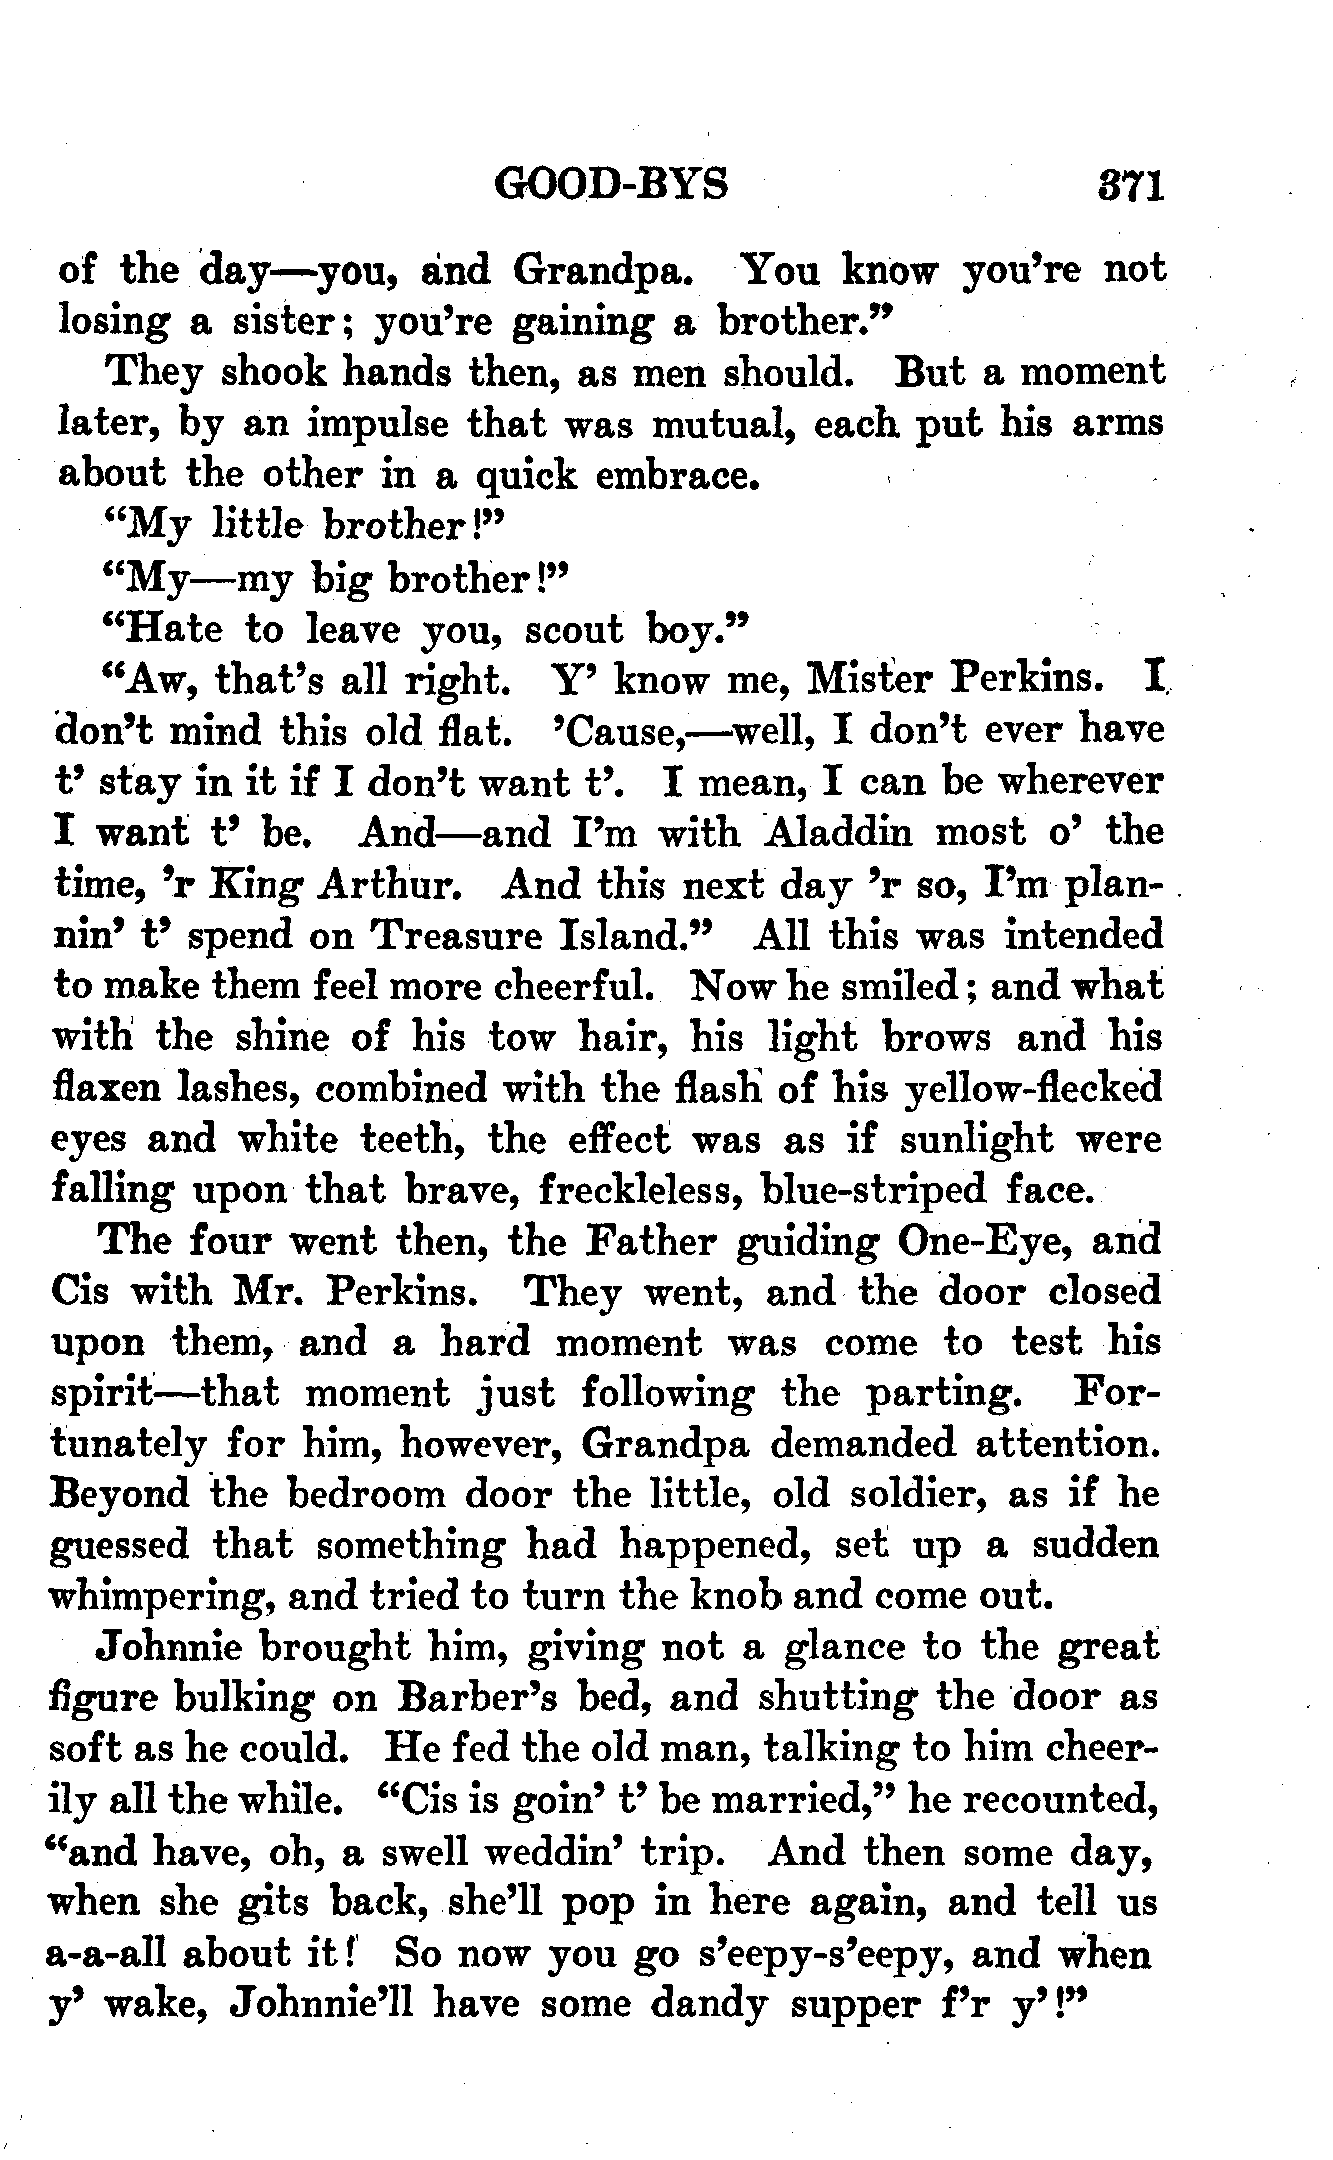 GOOD-BYS 371
of the day—you, and Grandpa. You know you're not
losing a sister; you're gaining a brother."
They shook hands then, as men should. But a moment
later, by an impulse that was mutual, each put his arms
about the other in a quick embrace.
"My little brother!"
"My—my big brother!"
"Hate to leave you, scout boy."
"Aw, that's all right. Y' know me, Mister Perkins. I
don't mind this old flat. 'Cause,—well, I don't ever have
t' stay in it if I don't want t'. I mean, I can be wherever
I want t' be. And—and I'm with Aladdin most o' the
time, 'r King Arthur. And this next day 'r so, I'm plan-
nin' t' spend on Treasure Island." All this was intended
to make them feel more cheerful. Now he smiled; and what
with the shine of his tow hair, his light brows and his
flaxen lashes, combined with the flash of his yellow-flecked
eyes and white teeth, the effect was as if sunlight were
falling upon that brave, freckleless, blue-striped face.
The four went then, the Father guiding One-Eye, and
Cis with Mr. Perkins. They went, and the door closed
upon them, and a hard moment was come to test his
spirit—that moment just following the parting. For-
tunately for him, however, Grandpa demanded attention.
Beyond the bedroom door the little, old soldier, as if he
guessed that something had happened, set up a sudden
whimpering, and tried to turn the knob and come out.
Johnnie brought him, giving not a glance to the great
figure bulking on Barber's bed, and shutting the door as
soft as he could. He fed the old man, talking to him cheer-
ily all the while. "Cis is goin' t' be married," he recounted,
"and have, oh, a swell weddin' trip. And then some day,
when she gits back, she'll pop in here again, and tell us
a-a-all about it! So now you go s'eepy-s'eepy, and when
y' wake, Johnnie'll have some dandy supper f'r y'!"